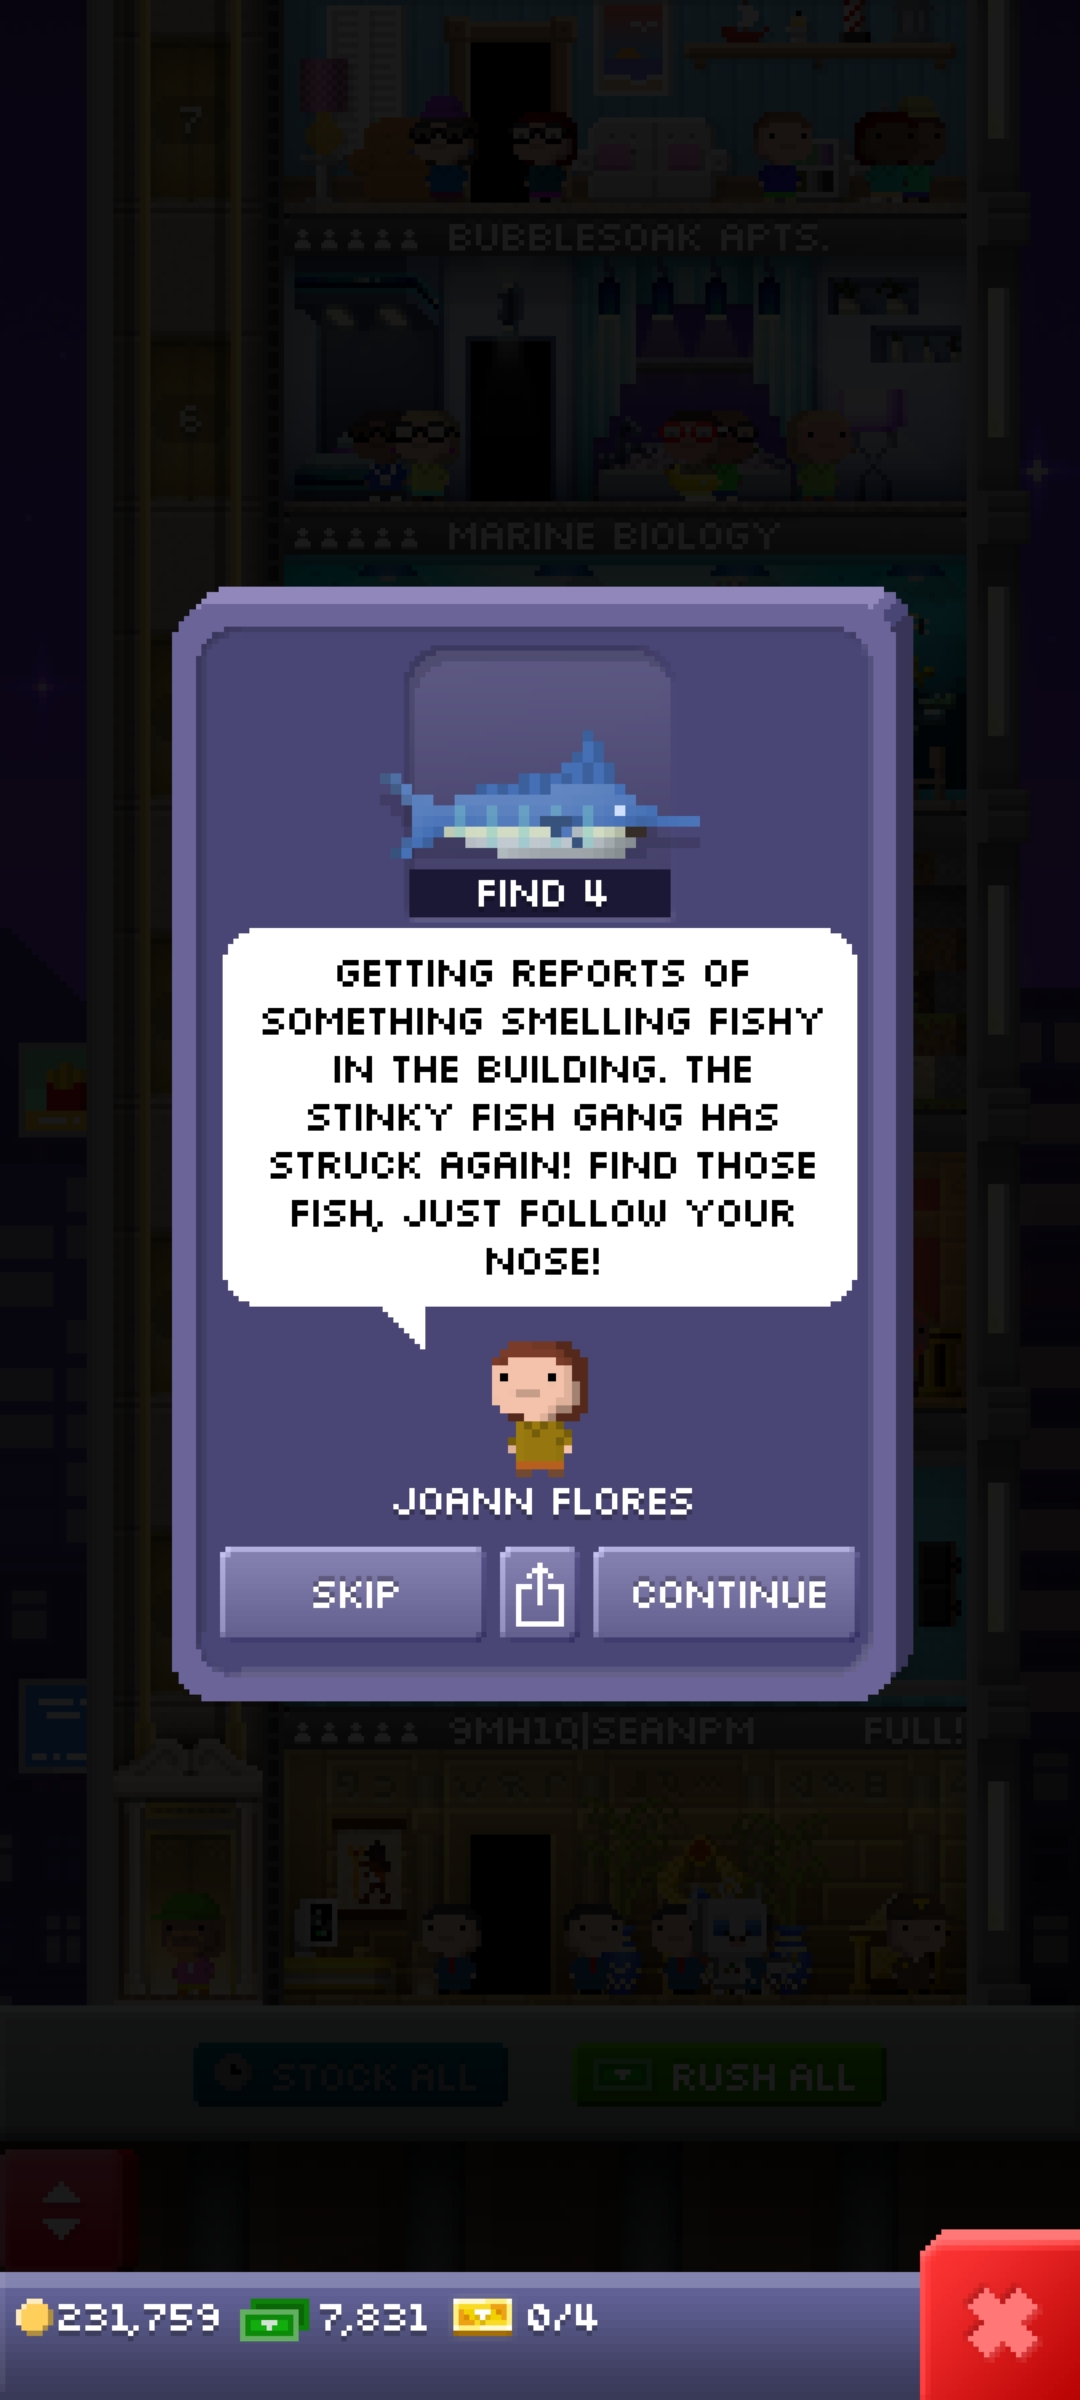 7
BUBBLESOAK APTS.
6
MARINE BIOLOGY
FIND 4
GETTING REPORTS OF
SOMETHING SMELLING FISHY
IN THE BUILDING. THE
STINKY FISH GANG HAS
STRUCK AGAIN! FIND THOSE
FISH, JUST FOLLOW YOUR
NOSE!
JOANN FLORES
SKIP
CONTINUE
9MH1Q|SEANPM FULL!
STOCK ALL
RUSH ALL
231,759 7,831 0/4